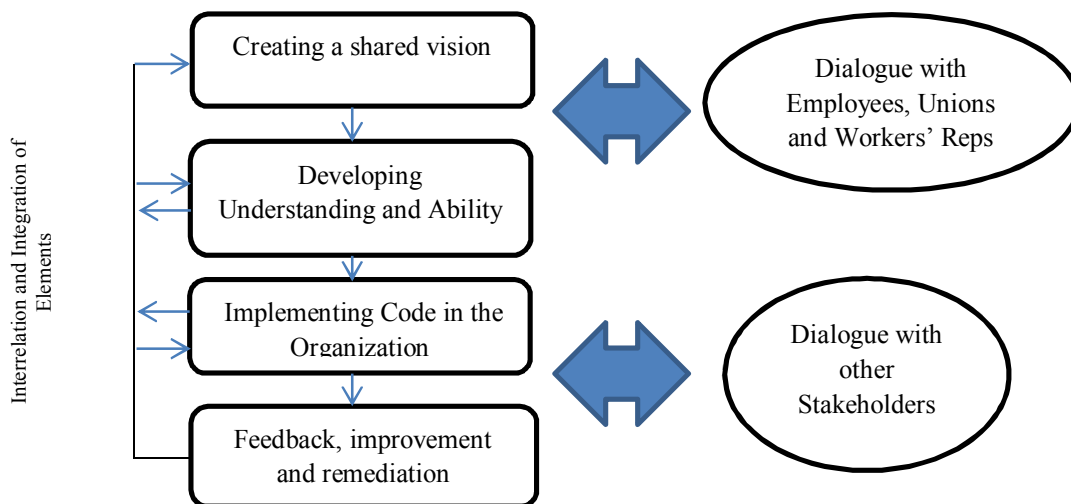 Creating a shared vision
Developing
Understanding and Ability
Implementing Code in the
Organization
Feedback, improvement
and remediation
Dialogue with
Employees, Unions
and Workers’ Reps
Dialogue with
other
Stakeholders
Interrelation and Integration of
Elements